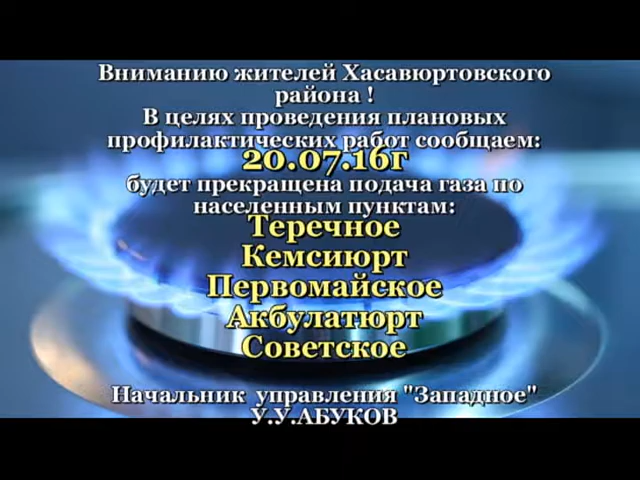 Вниманию жителей Хасавюртовского
района !
В целях проведения плановых
профилактических работ сообщаем:
20.07.16г
будет прекращена подача газа по
населенным пунктам:
Теречное
Кемсиюрт
Первомайское
Акбулатюрт
Советское
Начальник управления "Западное"
У.У.АБУКОВ